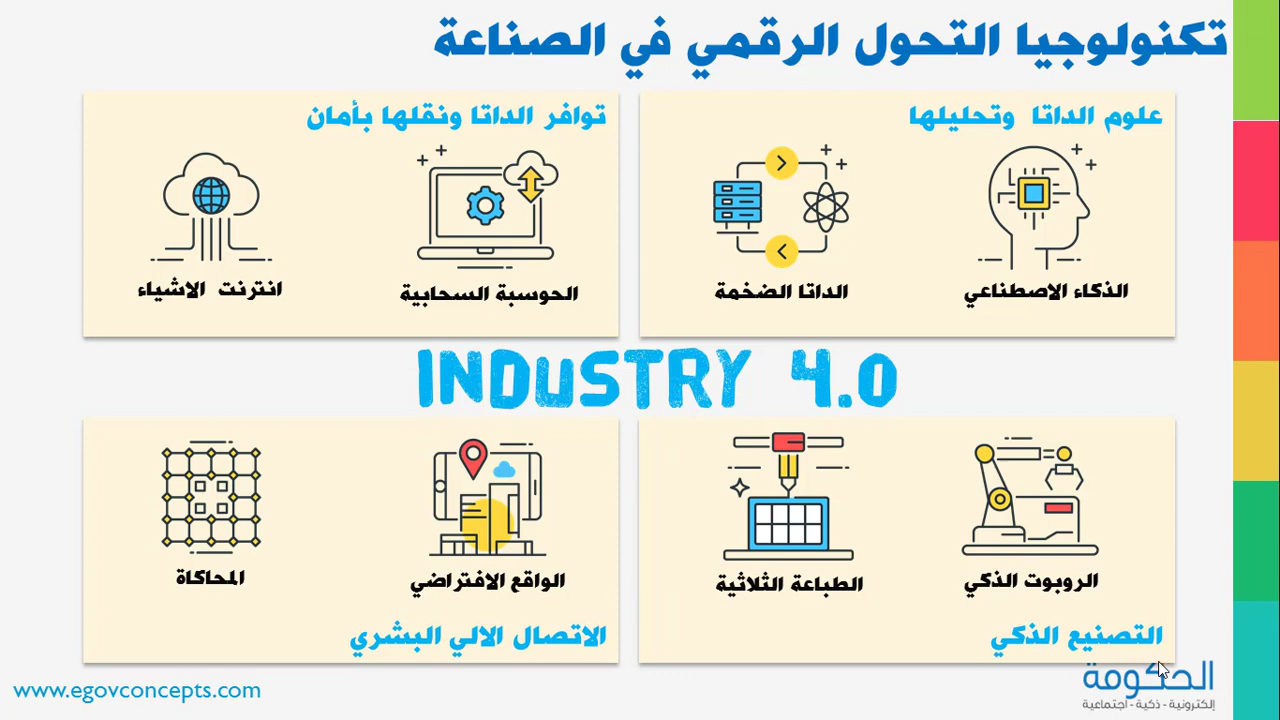 تكنولوجيا التحول الرقمي في الصناعة
علوم الداتا وتحليلها
الذكاء الاصطناعي
الداتا الضخمة
توافر الداتا ونقلها بأمان
الحوسبة السحابية
انترنت الاشياء
INDUSTRY 4.0
الروبوت الذكي
الطباعة الثلاثية
التصنيع الذكي
الواقع الافتراضي
المحاكاة
الاتصال الالي البشري
الحكومة
إلكترونية - ذكية - اجتماعية
www.egovconcepts.com